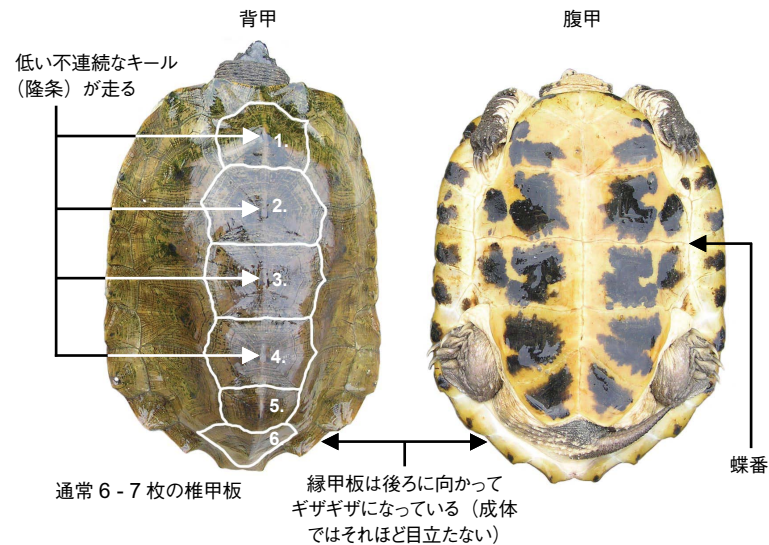 背甲
腹甲
低い不連続なキール
（隆条）が走る
1.
2.
3.
4.
5.
6
通常 6 - 7 枚の椎甲板
縁甲板は後ろに向かって
ギザギザになっている（成体
ではそれほど目立たない）
蝶番